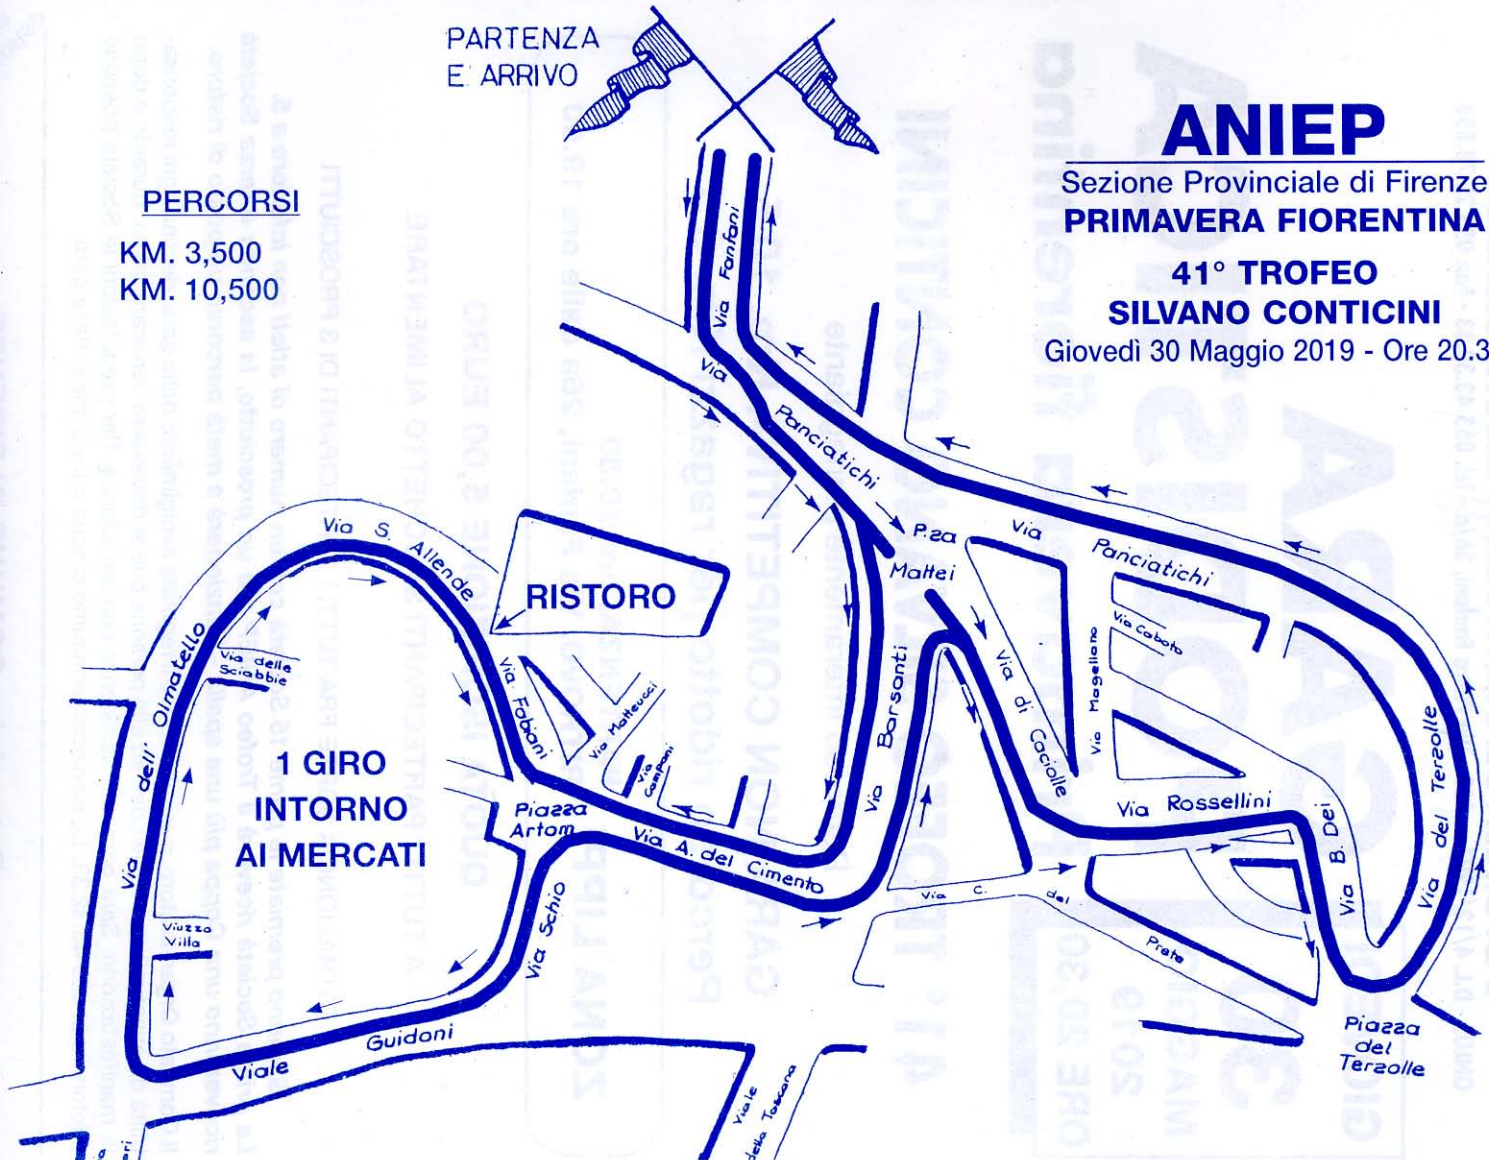 PARTENZA
E' ARRIVO
PERCORSI
KM. 3,500
KM. 10,500
ANIEP
Sezione Provinciale di Firenze
PRIMAVERA FIORENTINA
41° TROFEO
SILVANO CONTICINI
Giovedì 30 Maggio 2019 - Ore 20.3
Via Fanfani
Via Panciatichi
P.za
Mattei
Via Panciatichi
Via S. Allende
RISTORO
Via dell' Olmatello
Via delle
Sciabbie
Via Fabiani
Via Matteucci
Via
Campani
1 GIRO
INTORNO
AI MERCATI
Piazza
Artom
Via A. del Cimento
Via Barsanti
Via di Caciolle
Via Magellano
Via Caboto
Via Rossellini
Via B. Dei
Via del Terzolle
Via del Terzolle
Via C. del Prete
Viuzzo
Villa
Via Schio
Viale Guidoni
Piazza
del
Terzolle
Viale
della Toscana